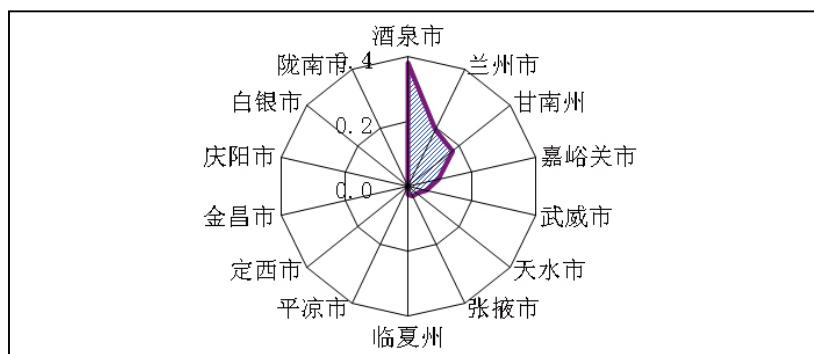 酒泉市
兰州市
甘南州
嘉峪关市
武威市
天水市
张掖市
临夏州
平凉市
定西市
金昌市
庆阳市
白银市
陇南市
0.4
0.2
0.0